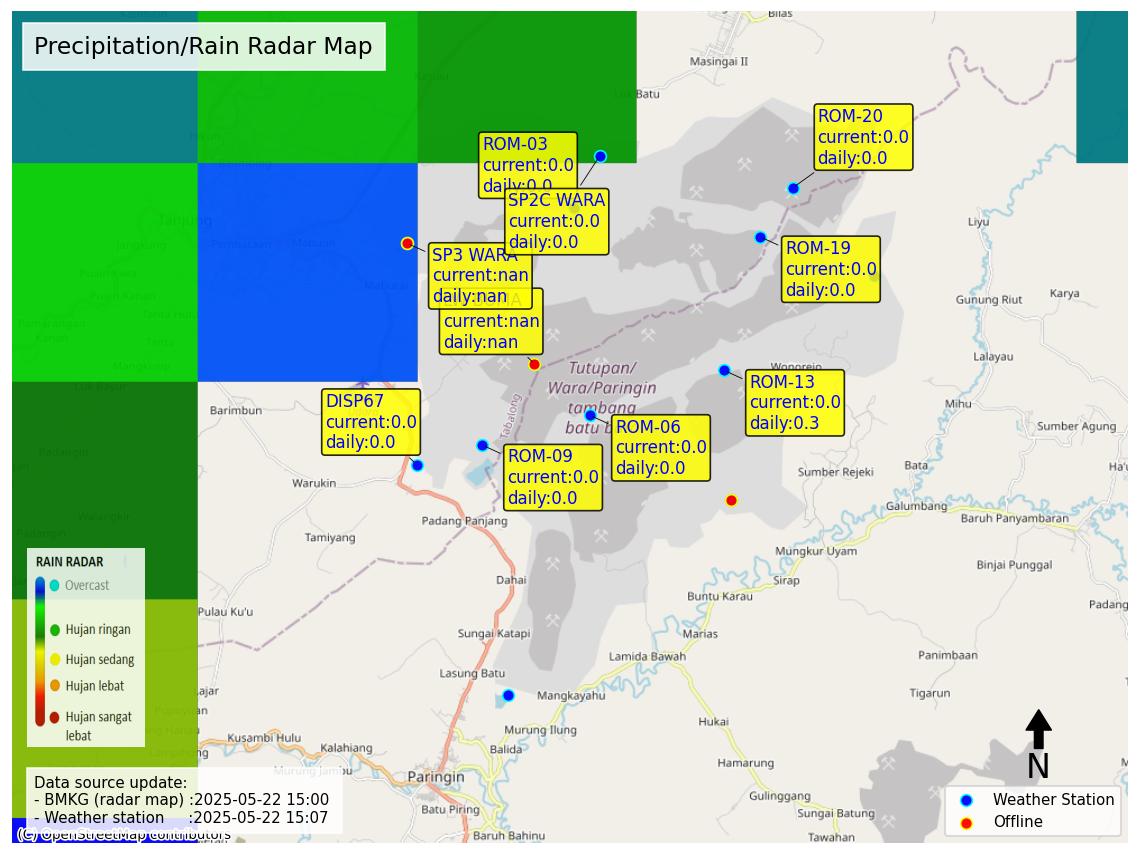 Precipitation/Rain Radar Map
Bilas
Masingai II
Batu
ROM-20
current:0.0
daily:0.0
ROM-03
current:0.0
daily:0.0
SP2C WARA
current:0.0
daily:0.0
Tanjung
Liyu
SP3 WARA
current:nan
daily:nan
ROM-19
current:0.0
daily:0.0
Mabuun
Maburai
Gunung Riut
Karya
current:nan
daily:nan
Lalayau
Tutupan/
Wara/Paringin
tambang
batu
Wonorejo
ROM-13
current:0.0
daily:0.3
Mihu
DISP67
current:0.0
daily:0.0
Barimbun
Tabalong
ROM-06
current:0.0
daily:0.0
Sumber Agung
ROM-09
current:0.0
daily:0.0
Sumber Rejeki
Bata
Warukin
Galumbang
Baruh Panyambaran
Padang Panjang
Tamiyang
Mungkur Uyam
Binjai Punggal
Dahai
Sirap
Buntu Karau
Padang
Pulau Ku'u
Sungai Katapi
Marias
Lamida Bawah
Panimbaan
Lasung Batu
Tigarun
Mangkayahu
Hukai
Murung Ilung
Kusambi Hulu
Kalahiang
Balida
Hamarung
Murung Jambu
Paringin
Gulinggang
Batu Piring
Sungai Batung
Baruh Bahinu
Tawahan
RAIN RADAR
Overcast
Hujan ringan
Hujan sedang
Hujan lebat
Hujan sangat
lebat
Data source update:
- BMKG (radar map) :2025-05-22 15:00
- Weather station :2025-05-22 15:07
(C) OpenStreetMap contributors
N
Weather Station
Offline